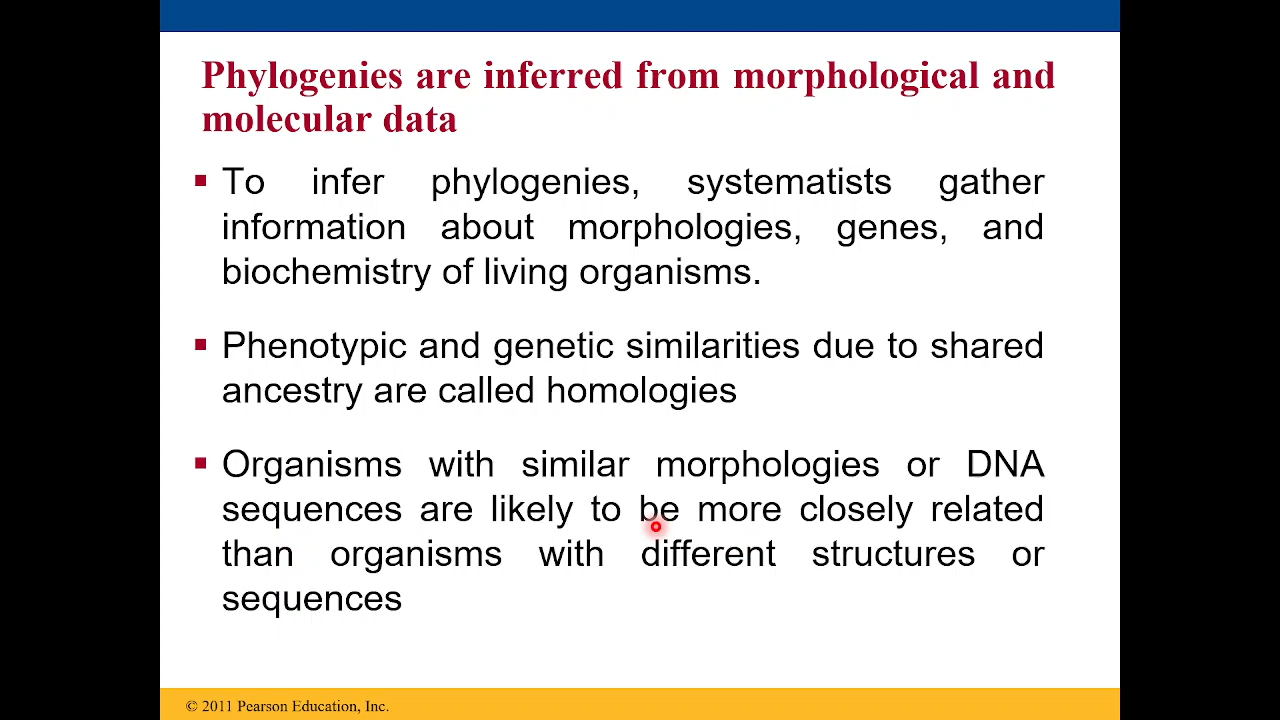 Phylogenies are inferred from morphological and
molecular data
To infer phylogenies, systematists gather
information about morphologies, genes, and
biochemistry of living organisms.
Phenotypic and genetic similarities due to shared
ancestry are called homologies
Organisms with similar morphologies or DNA
sequences are likely to be more closely related
than organisms with different structures or
sequences
© 2011 Pearson Education, Inc.